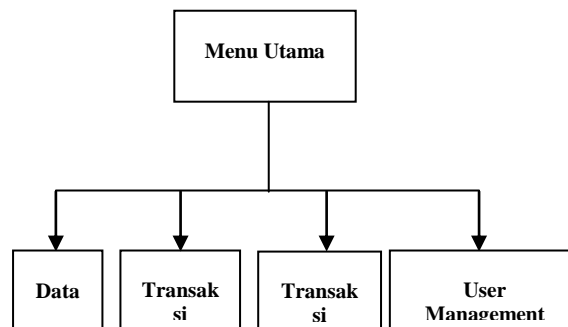 Menu Utama
Data
Transak
si
Transak
si
User
Management